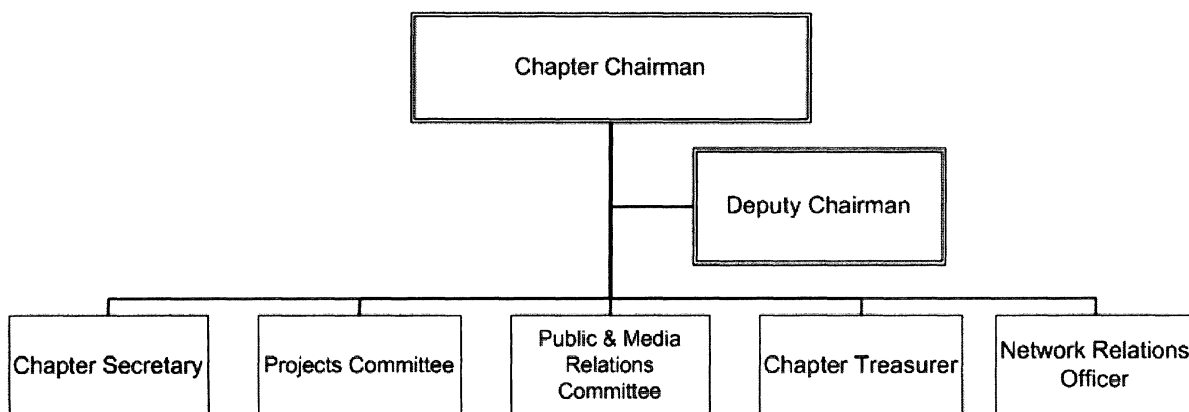 Chapter Chairman
Deputy Chairman
Chapter Secretary
Projects Committee
Public & Media
Relations
Committee
Chapter Treasurer
Network Relations
Officer